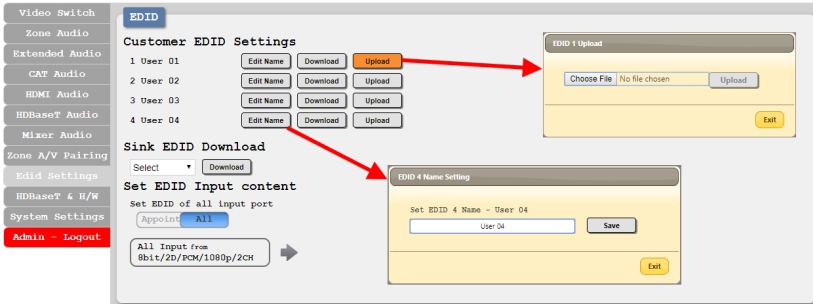 Video Switch
Zone Audio
Extended Audio
CAT Audio
HDMI Audio
HDBaseT Audio
Mixer Audio
Zone A/V Pairing
Edid Settings
HDBaseT & H/W
System Settings
Admin - Logout
EDID
Customer EDID Settings
1 User 01 Edit Name Download Upload
2 User 02 Edit Name Download Upload
3 User 03 Edit Name Download Upload
4 User 04 Edit Name Download Upload
Sink EDID Download
Select Download
Set EDID Input content
Set EDID of all input port
Appoint All
All Input from
8bit/2D/PCM/1080p/2CH
EDID 1 Upload
Choose File No file chosen Upload
Exit
EDID 4 Name Setting
Set EDID 4 Name - User 04
User 04 Save
Exit